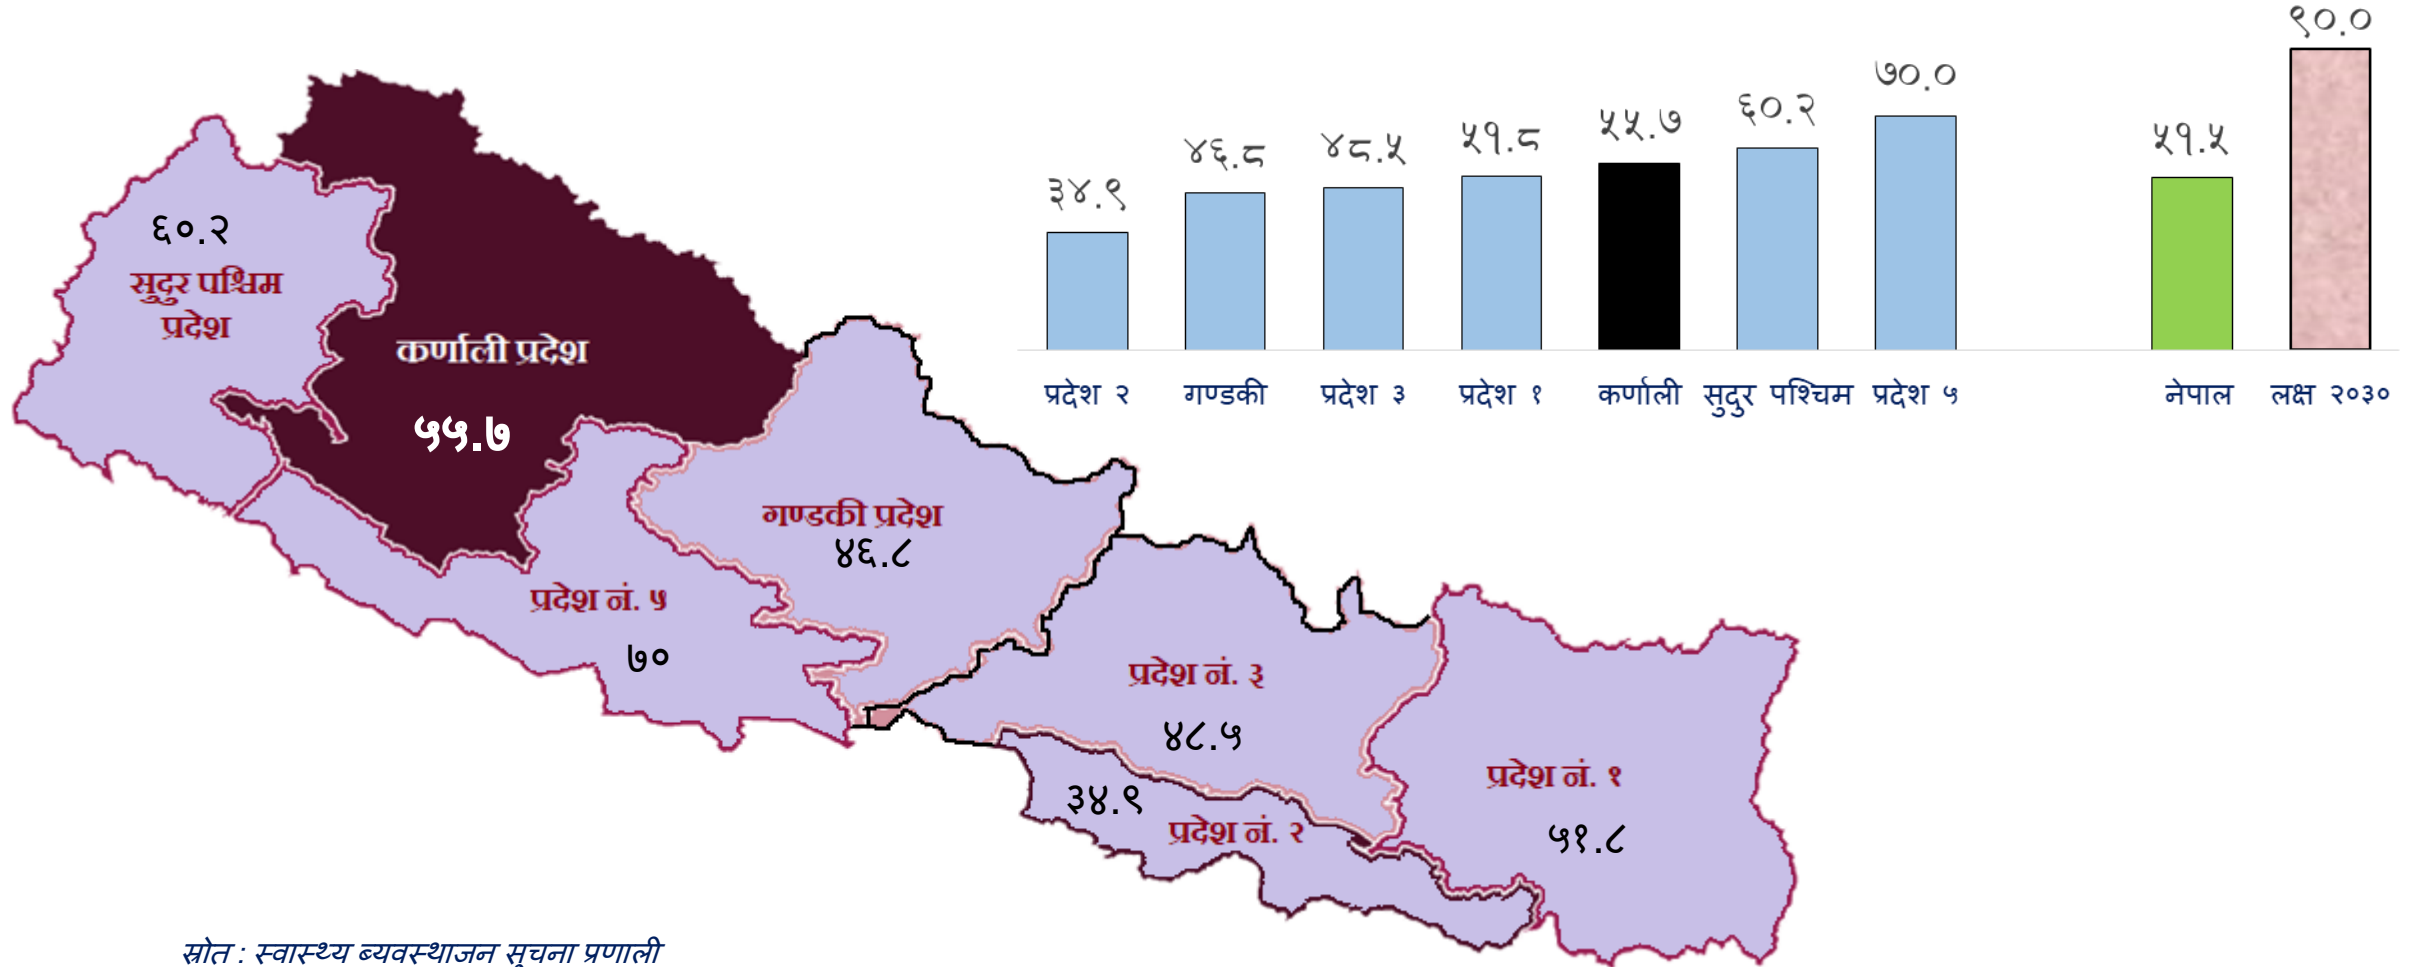 ९०.०
७०.०
६०.२
५५.७
५१.८
५१.५
४८.५
४६.८
३४.९
प्रदेश २ गण्डकी प्रदेश ३ प्रदेश १ कर्णाली सुदुर पश्चिम प्रदेश ५ नेपाल लक्ष २०३०
६०.२
सुदुर पश्चिम
प्रदेश
कर्णाली प्रदेश
५५.७
गण्डकी प्रदेश
४६.८
प्रदेश नं. ५
७०
प्रदेश नं. ३
४८.५
प्रदेश नं. १
५१.८
३४.९
प्रदेश नं. २
स्रोत : स्वास्थ्य ब्यवस्थाजन सूचना प्रणाली